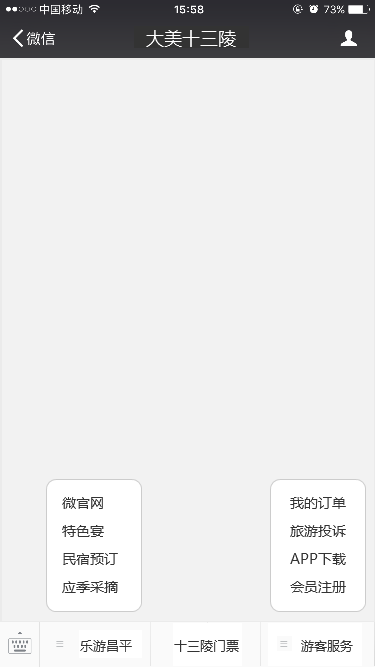 中国移动 15:58 73%
微信 大美十三陵
微官网
特色宴
民宿预订
应季采摘
我的订单
旅游投诉
APP下载
会员注册
乐游昌平 十三陵门票 游客服务